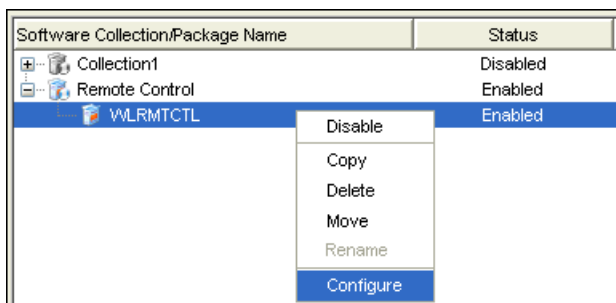 Software Collection/Package Name Status
Collection1 Disabled
Remote Control Enabled
WLRMTCTL Enabled
Disable
Copy
Delete
Move
Rename
Configure